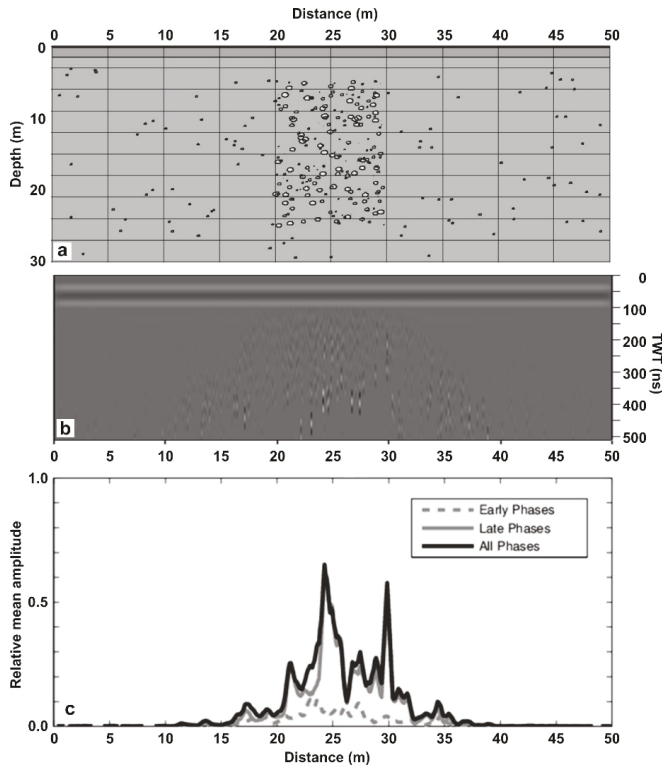 Distance (m)
0 5 10 15 20 25 30 35 40 45 50
0
10
20
30
Depth (m)
a
0
100
200
300
400
500
TWT (ns)
b
0 5 10 15 20 25 30 35 40 45 50
1.0
0.5
0.0
Relative mean amplitude
Early Phases
Late Phases
All Phases
c
0 5 10 15 20 25 30 35 40 45 50
Distance (m)